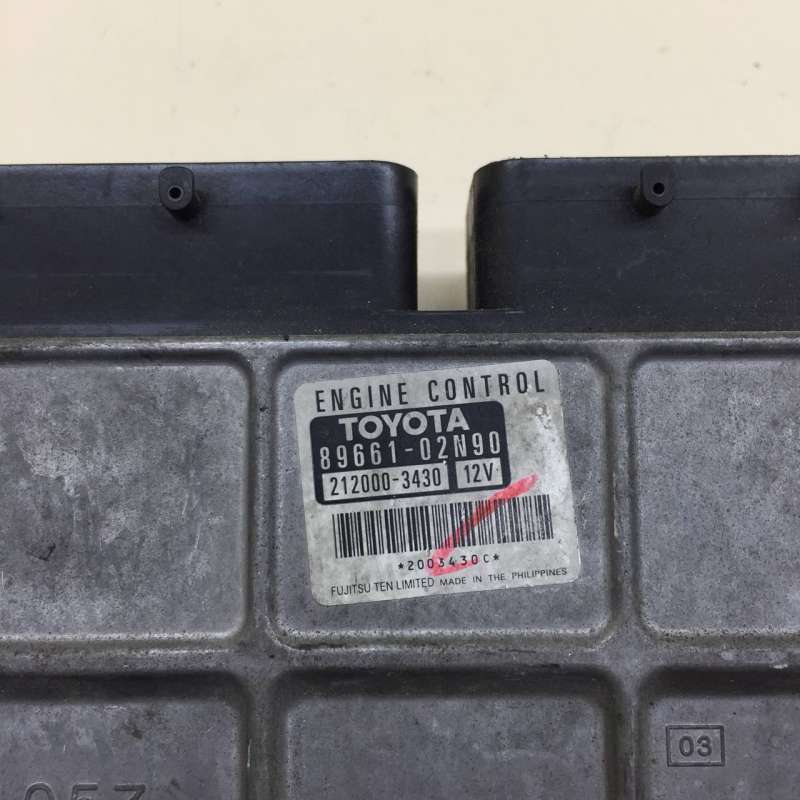 ENGINE CONTROL
TOYOTA
89661-02N90
212000-3430 12V
*2003430C*
FUJITSU TEN LIMITED MADE IN THE PHILIPPINES
03